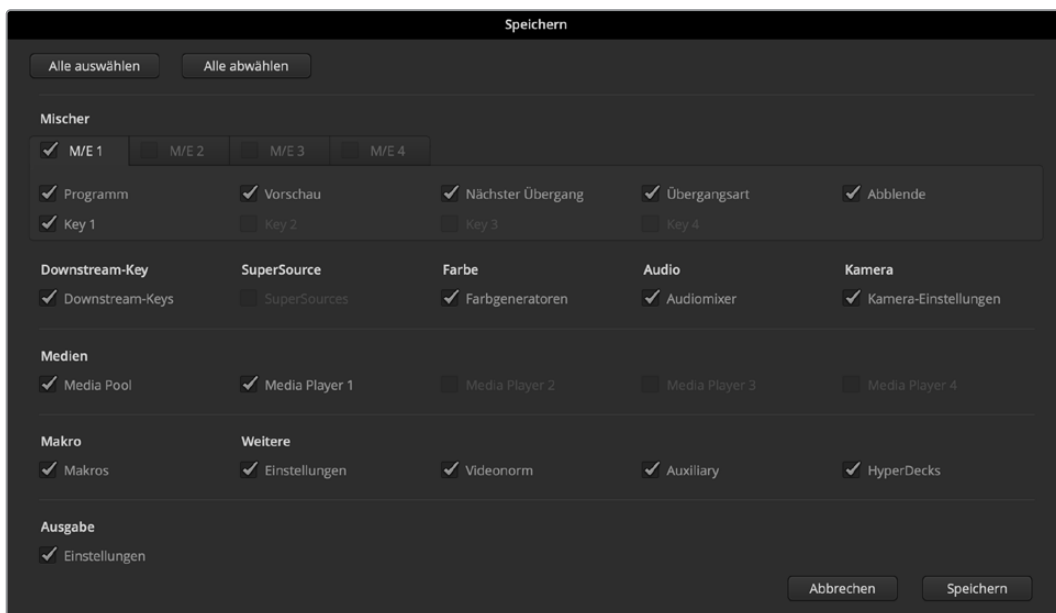 Speichern
Alle auswählen Alle abwählen
Mischer
M/E 1 M/E 2 M/E 3 M/E 4
Programm Vorschau Nächster Übergang Übergangsart Abblende
Key 1 Key 2 Key 3 Key 4
Downstream-Key SuperSource Farbe Audio Kamera
Downstream-Keys SuperSources Farbgeneratoren Audiomixer Kamera-Einstellungen
Medien
Media Pool Media Player 1 Media Player 2 Media Player 3 Media Player 4
Makro Weitere
Makros Einstellungen Videonorm Auxiliary HyperDecks
Ausgabe
Einstellungen
Abbrechen Speichern